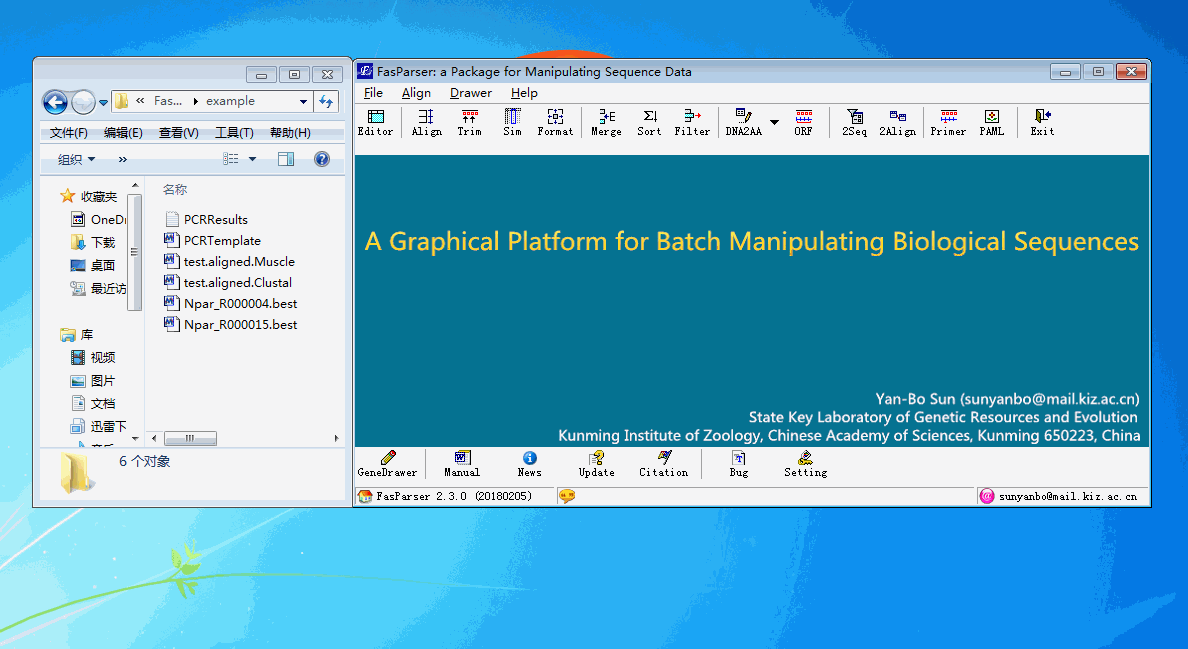 « Fas... example
文件(F) 编辑(E) 查看(V) 工具(T) 帮助(H)
组织 »
收藏夹
OneDr
下载
桌面
最近访
库
视频
图片
文档
迅雷下
名称
PCRResults
PCRTemplate
test.aligned.Muscle
test.aligned.Clustal
Npar_R000004.best
Npar_R000015.best
6 个对象
FasParser: a Package for Manipulating Sequence Data
File Align Drawer Help
Editor Align Trim Sim Format Merge Sort Filter DNA2AA ORF 2Seq 2Align Primer PAML Exit
A Graphical Platform for Batch Manipulating Biological Sequences
Yan-Bo Sun (sunyanbo@mail.kiz.ac.cn)
State Key Laboratory of Genetic Resources and Evolution
Kunming Institute of Zoology, Chinese Academy of Sciences, Kunming 650223, China
GeneDrawer Manual News Update Citation Bug Setting
FasParser 2.3.0 (20180205) sunyanbo@mail.kiz.ac.cn